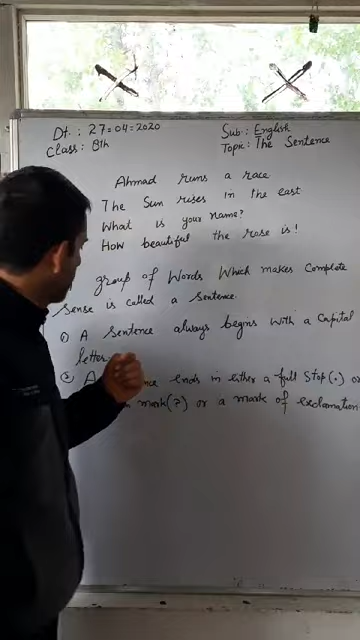 Dt. : 27-04-2020
Class: 8th
Sub: English
Topic: The Sentence
Ahmad runs a race
The Sun rises in the east
What is your name?
How beautiful the rose is!
group of Words Which makes Complete
Sense is called a Sentence.
(1) A Sentence always begins with a Capital
letter
(2) A ends in either a full Stop (.) or
mark(?) or a mark of exclamation